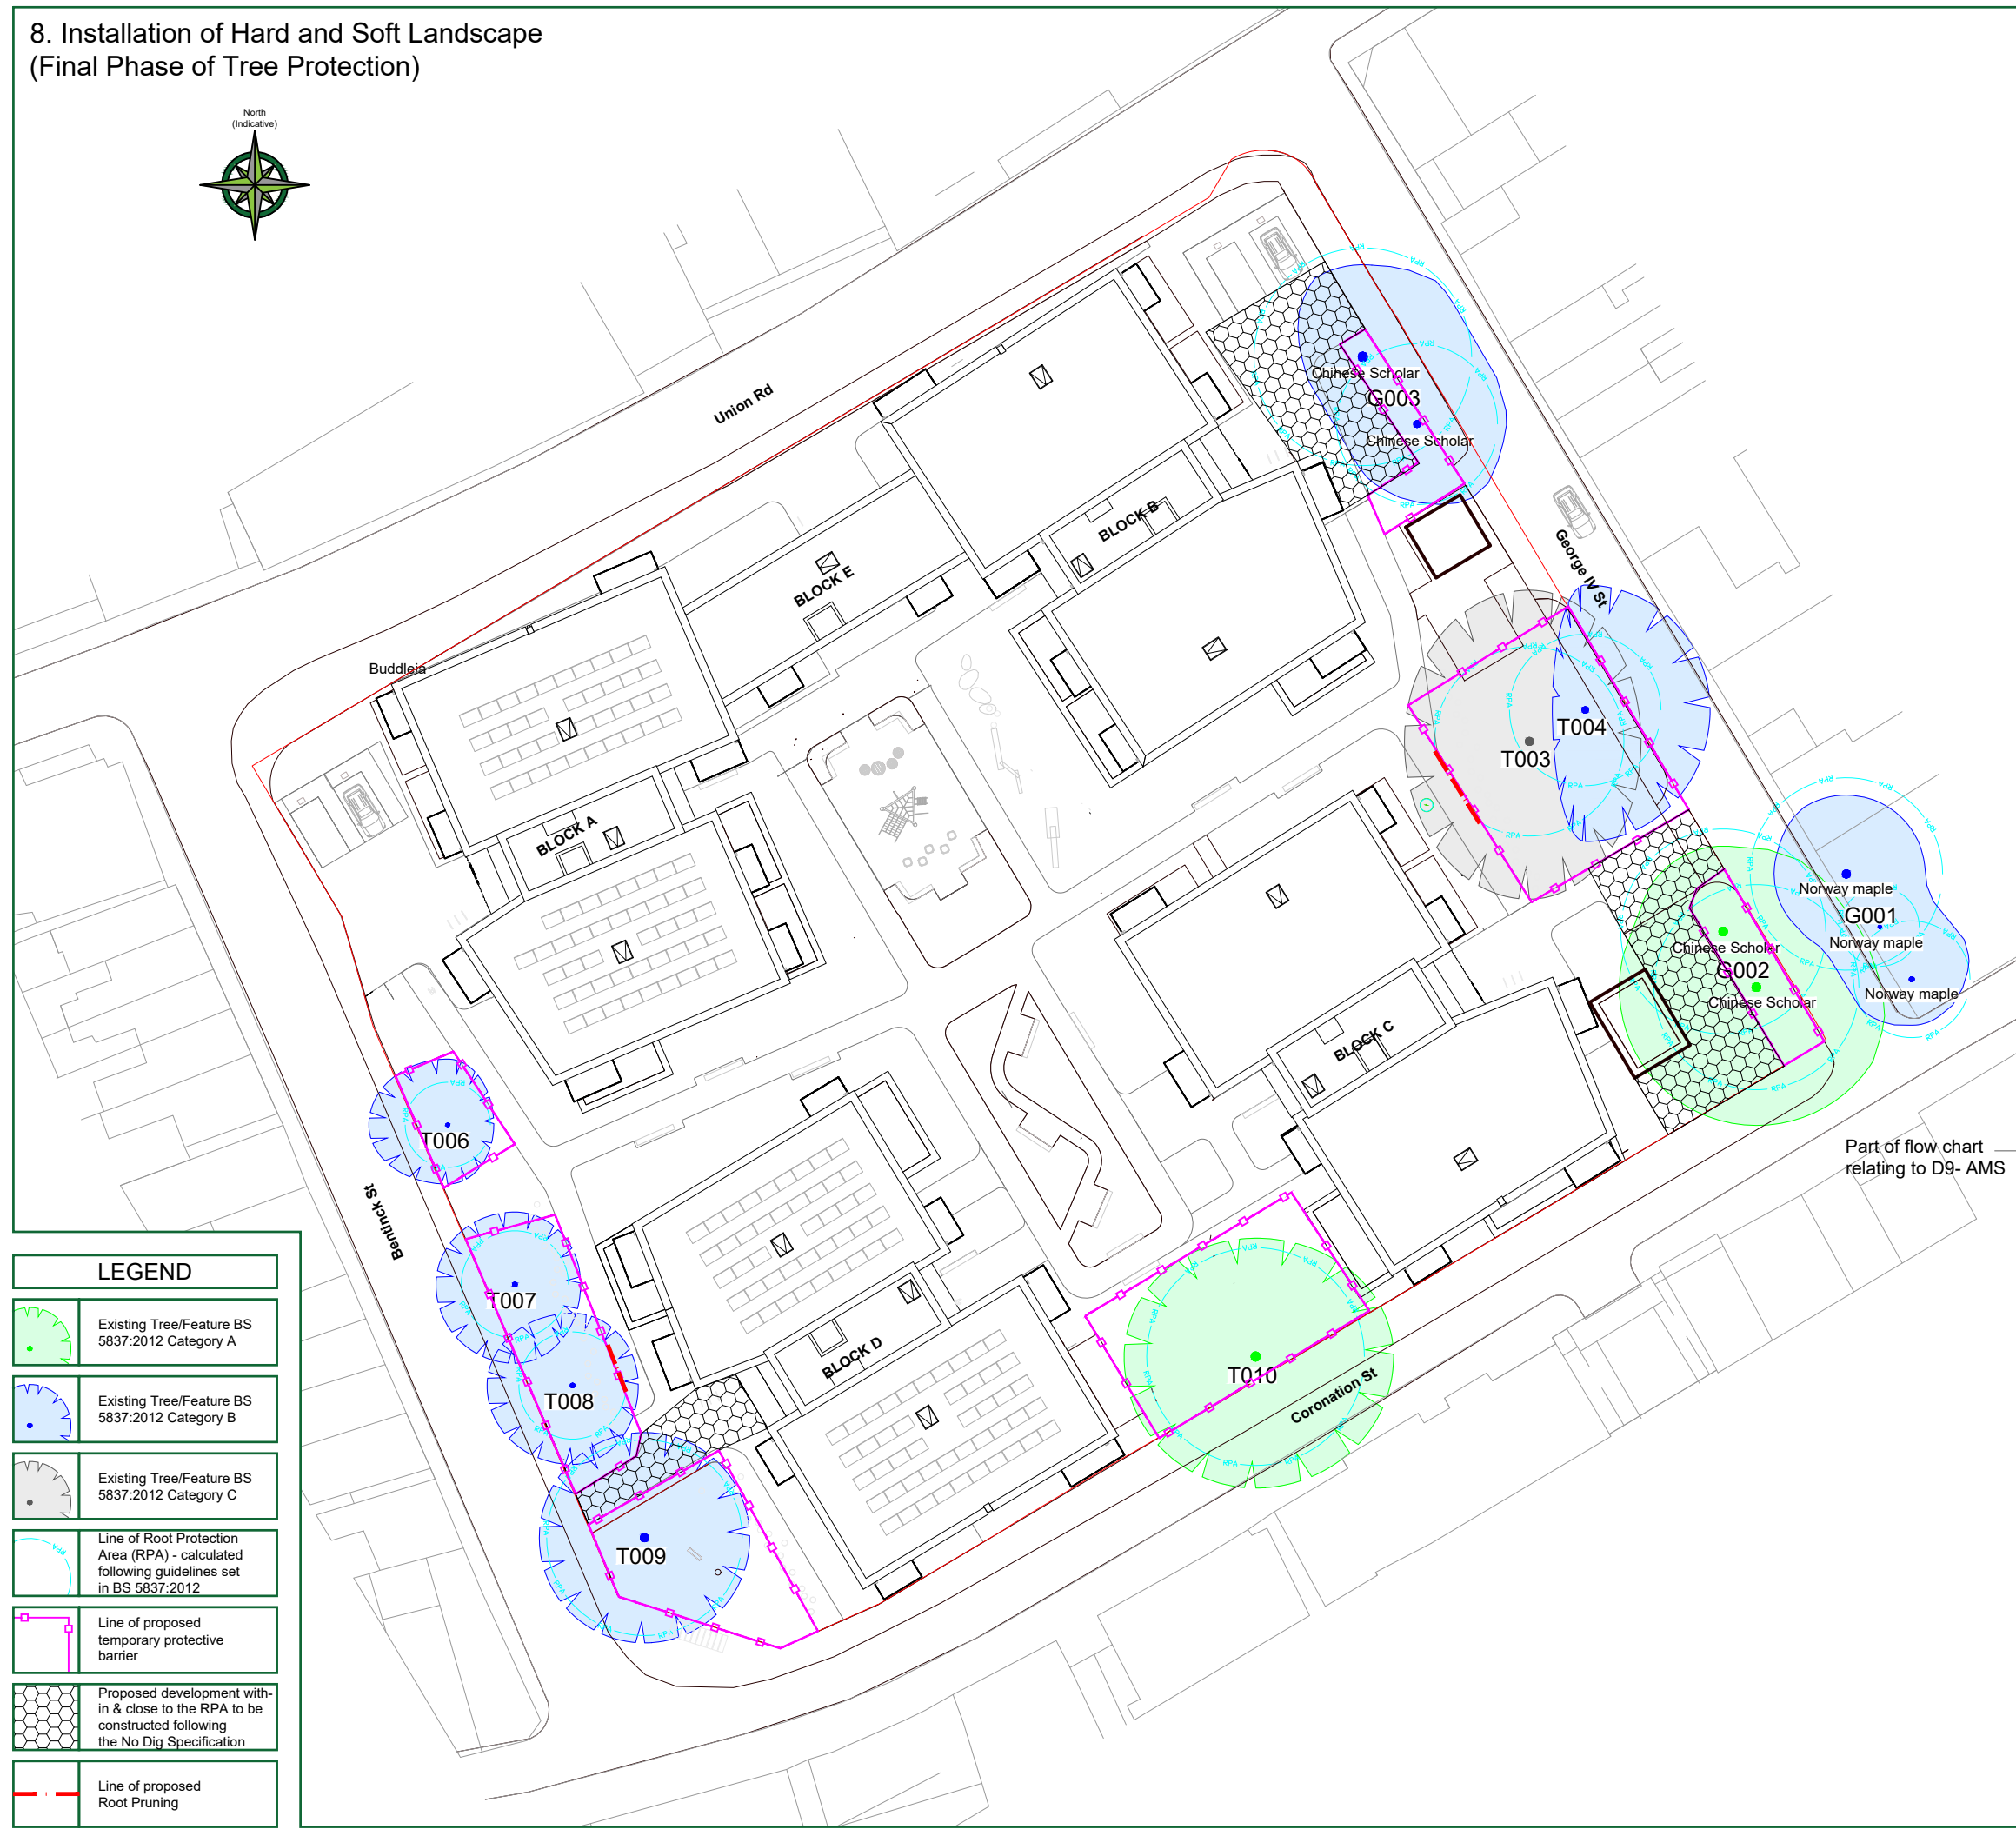 8. Installation of Hard and Soft Landscape
(Final Phase of Tree Protection)
North
(Indicative)
Union Rd
Chinese Scholar
G003
Chinese Scholar
BLOCK B
BLOCK E
George IV St
Buddleia
T004
T003
BLOCK A
Norway maple
G001
Norway maple
Chinese Scholar
G002
Norway maple
Chinese Scholar
BLOCK C
T006
Part of flow chart
relating to D9- AMS
Bentinck St
T007
T008
BLOCK D
T010
Coronation St
T009
RPA
LEGEND
Existing Tree/Feature BS
5837:2012 Category A
Existing Tree/Feature BS
5837:2012 Category B
Existing Tree/Feature BS
5837:2012 Category C
RPA
Line of Root Protection
Area (RPA) - calculated
following guidelines set
in BS 5837:2012
Line of proposed
temporary protective
barrier
Proposed development with-
in & close to the RPA to be
constructed following
the No Dig Specification
Line of proposed
Root Pruning